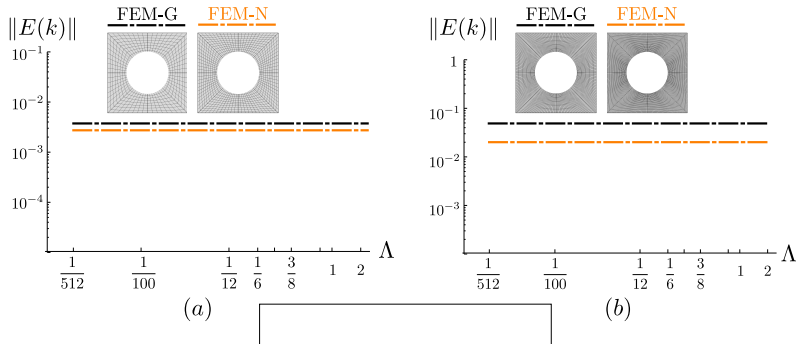 ‖E(k)‖ FEM-G FEM-N
10⁻¹
10⁻²
10⁻³
10⁻⁴
1/512 1/100 1/12 1/6 3/8 1 2 Λ
(a)
‖E(k)‖ FEM-G FEM-N
1
10⁻¹
10⁻²
10⁻³
1/512 1/100 1/12 1/6 3/8 1 2 Λ
(b)